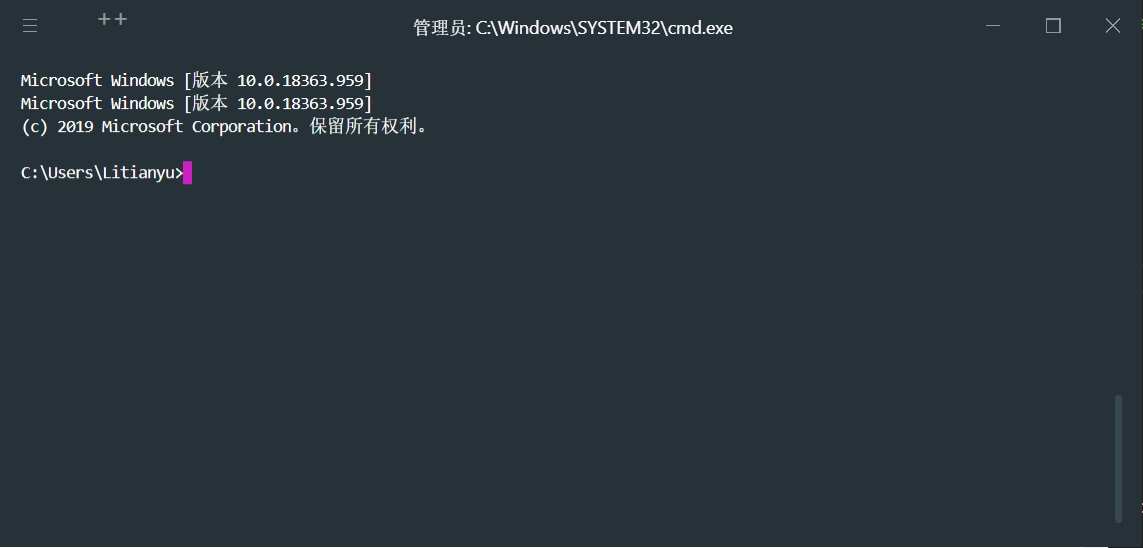 ++
管理员: C:\Windows\SYSTEM32\cmd.exe
Microsoft Windows [版本 10.0.18363.959]
Microsoft Windows [版本 10.0.18363.959]
(c) 2019 Microsoft Corporation。保留所有权利。
C:\Users\Litianyu>